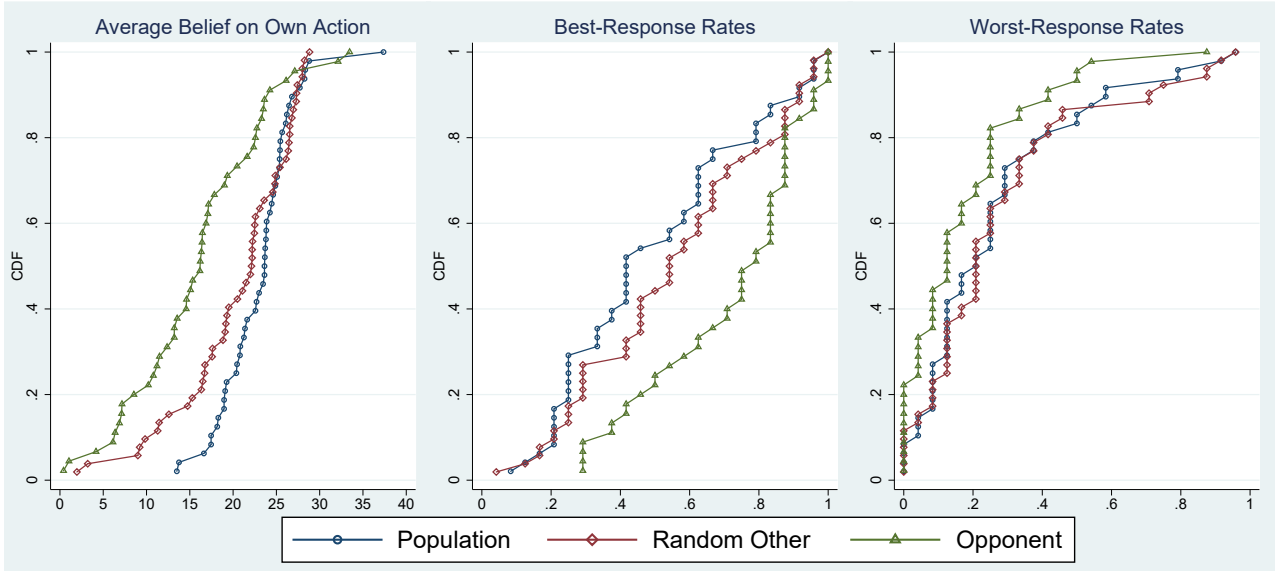 Average Belief on Own Action
CDF
0 .2 .4 .6 .8 1
0 5 10 15 20 25 30 35 40
Best-Response Rates
CDF
0 .2 .4 .6 .8 1
0 .2 .4 .6 .8 1
Worst-Response Rates
CDF
0 .2 .4 .6 .8 1
0 .2 .4 .6 .8 1
Population Random Other Opponent